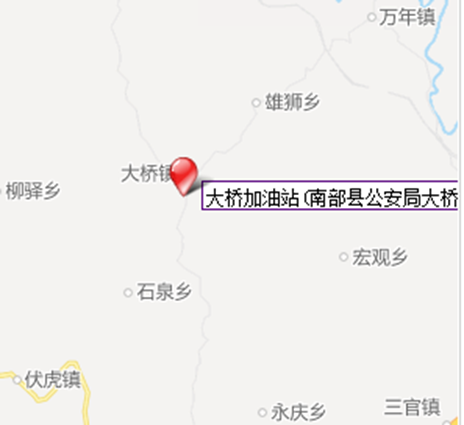 万年镇
雄狮乡
大桥镇
柳驿乡
大桥加油站(南部县公安局大桥
宏观乡
石泉乡
伏虎镇
三官镇
永庆乡